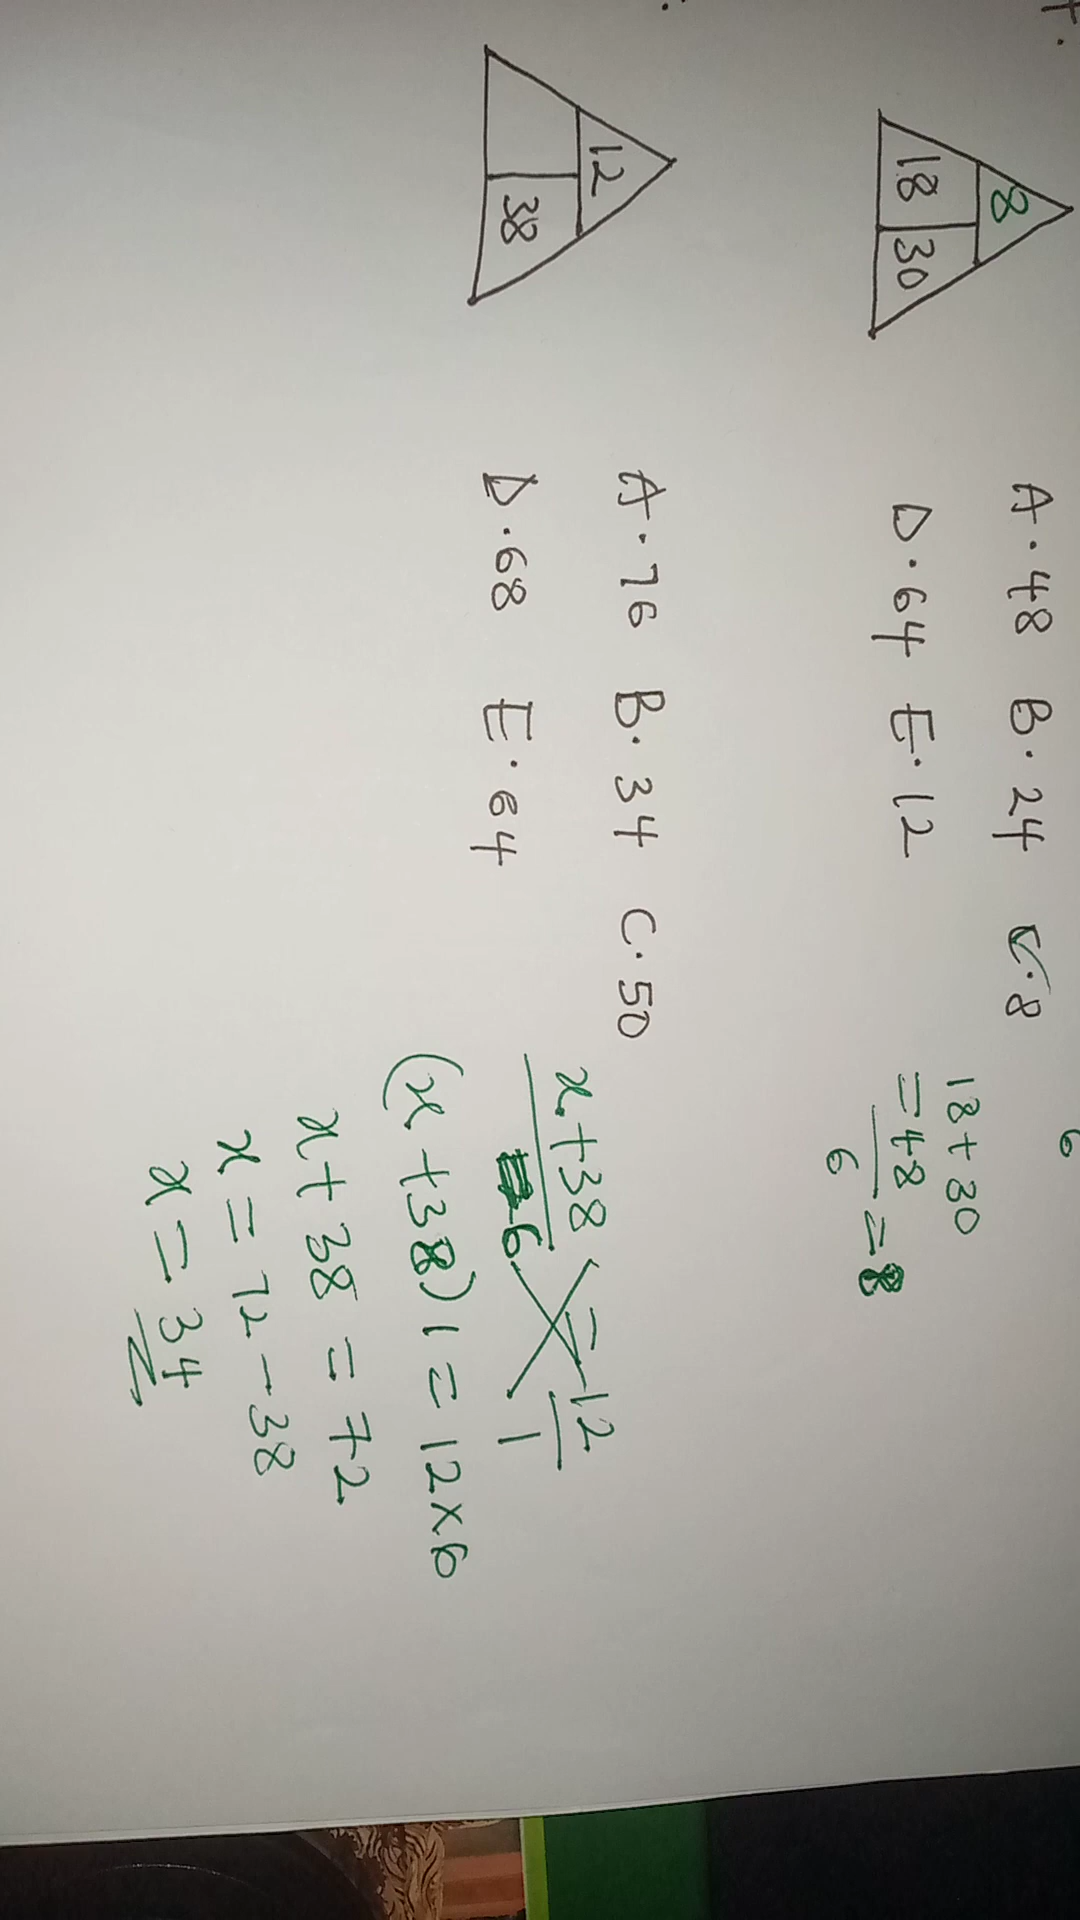 6
8
18 30
A. 48 B. 24 C. 8
D. 64 E. 12
18 + 30
= 48
6
= 8
12
38
A. 76 B. 34 C. 50
D. 68 E. 64
x + 38 = 12
6 1
(x + 38) 1 = 12 x 6
x + 38 = 72
x = 72 - 38
x = 34